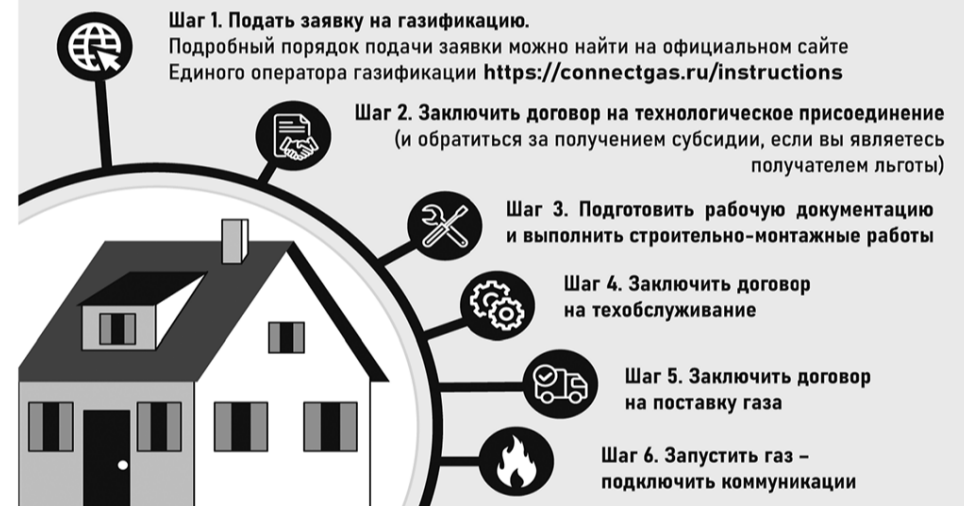 Шаг 1. Подать заявку на газификацию.
Подробный порядок подачи заявки можно найти на официальном сайте
Единого оператора газификации https://connectgas.ru/instructions
Шаг 2. Заключить договор на технологическое присоединение
(и обратиться за получением субсидии, если вы являетесь
получателем льготы)
Шаг 3. Подготовить рабочую документацию
и выполнить строительно-монтажные работы
Шаг 4. Заключить договор
на техобслуживание
Шаг 5. Заключить договор
на поставку газа
Шаг 6. Запустить газ –
подключить коммуникации